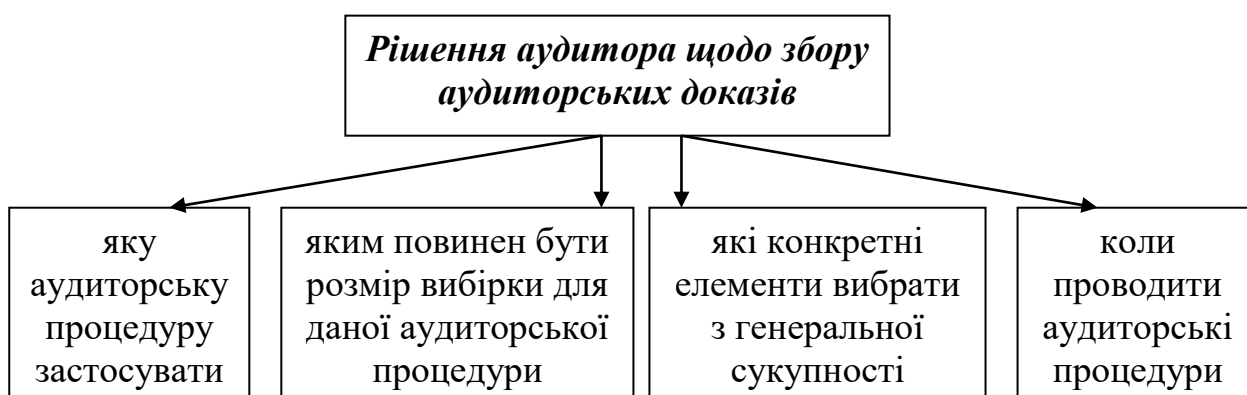 Рішення аудитора щодо збору
аудиторських доказів
яку
аудиторську
процедуру
застосувати
яким повинен бути
розмір вибірки для
даної аудиторської
процедури
які конкретні
елементи вибрати
з генеральної
сукупності
коли
проводити
аудиторські
процедури